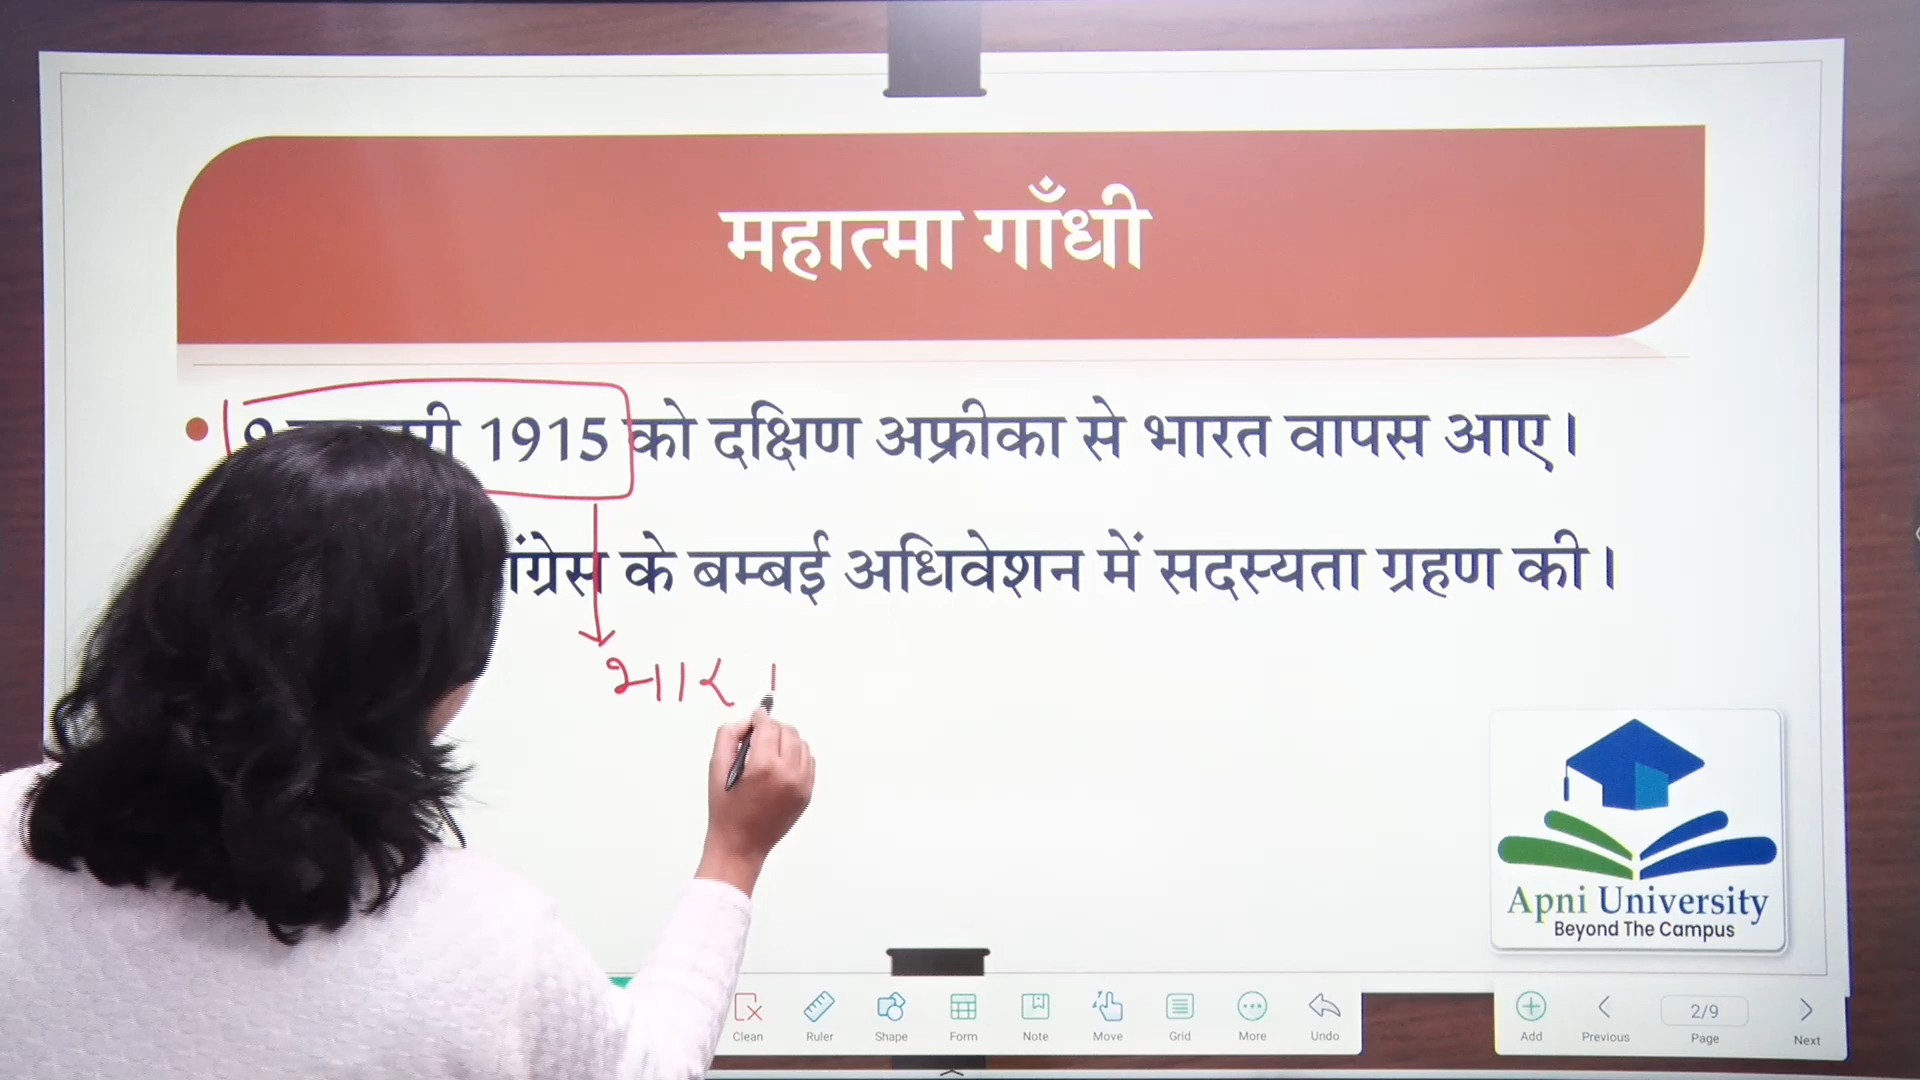 महात्मा गाँधी
1915 को दक्षिण अफ्रीका से भारत वापस आए।
के बम्बई अधिवेशन में सदस्यता ग्रहण की।
Apni University
Beyond The Campus
Clean Ruler Shape Form Note Move Grid More Undo Add Previous 2/9 Page Next